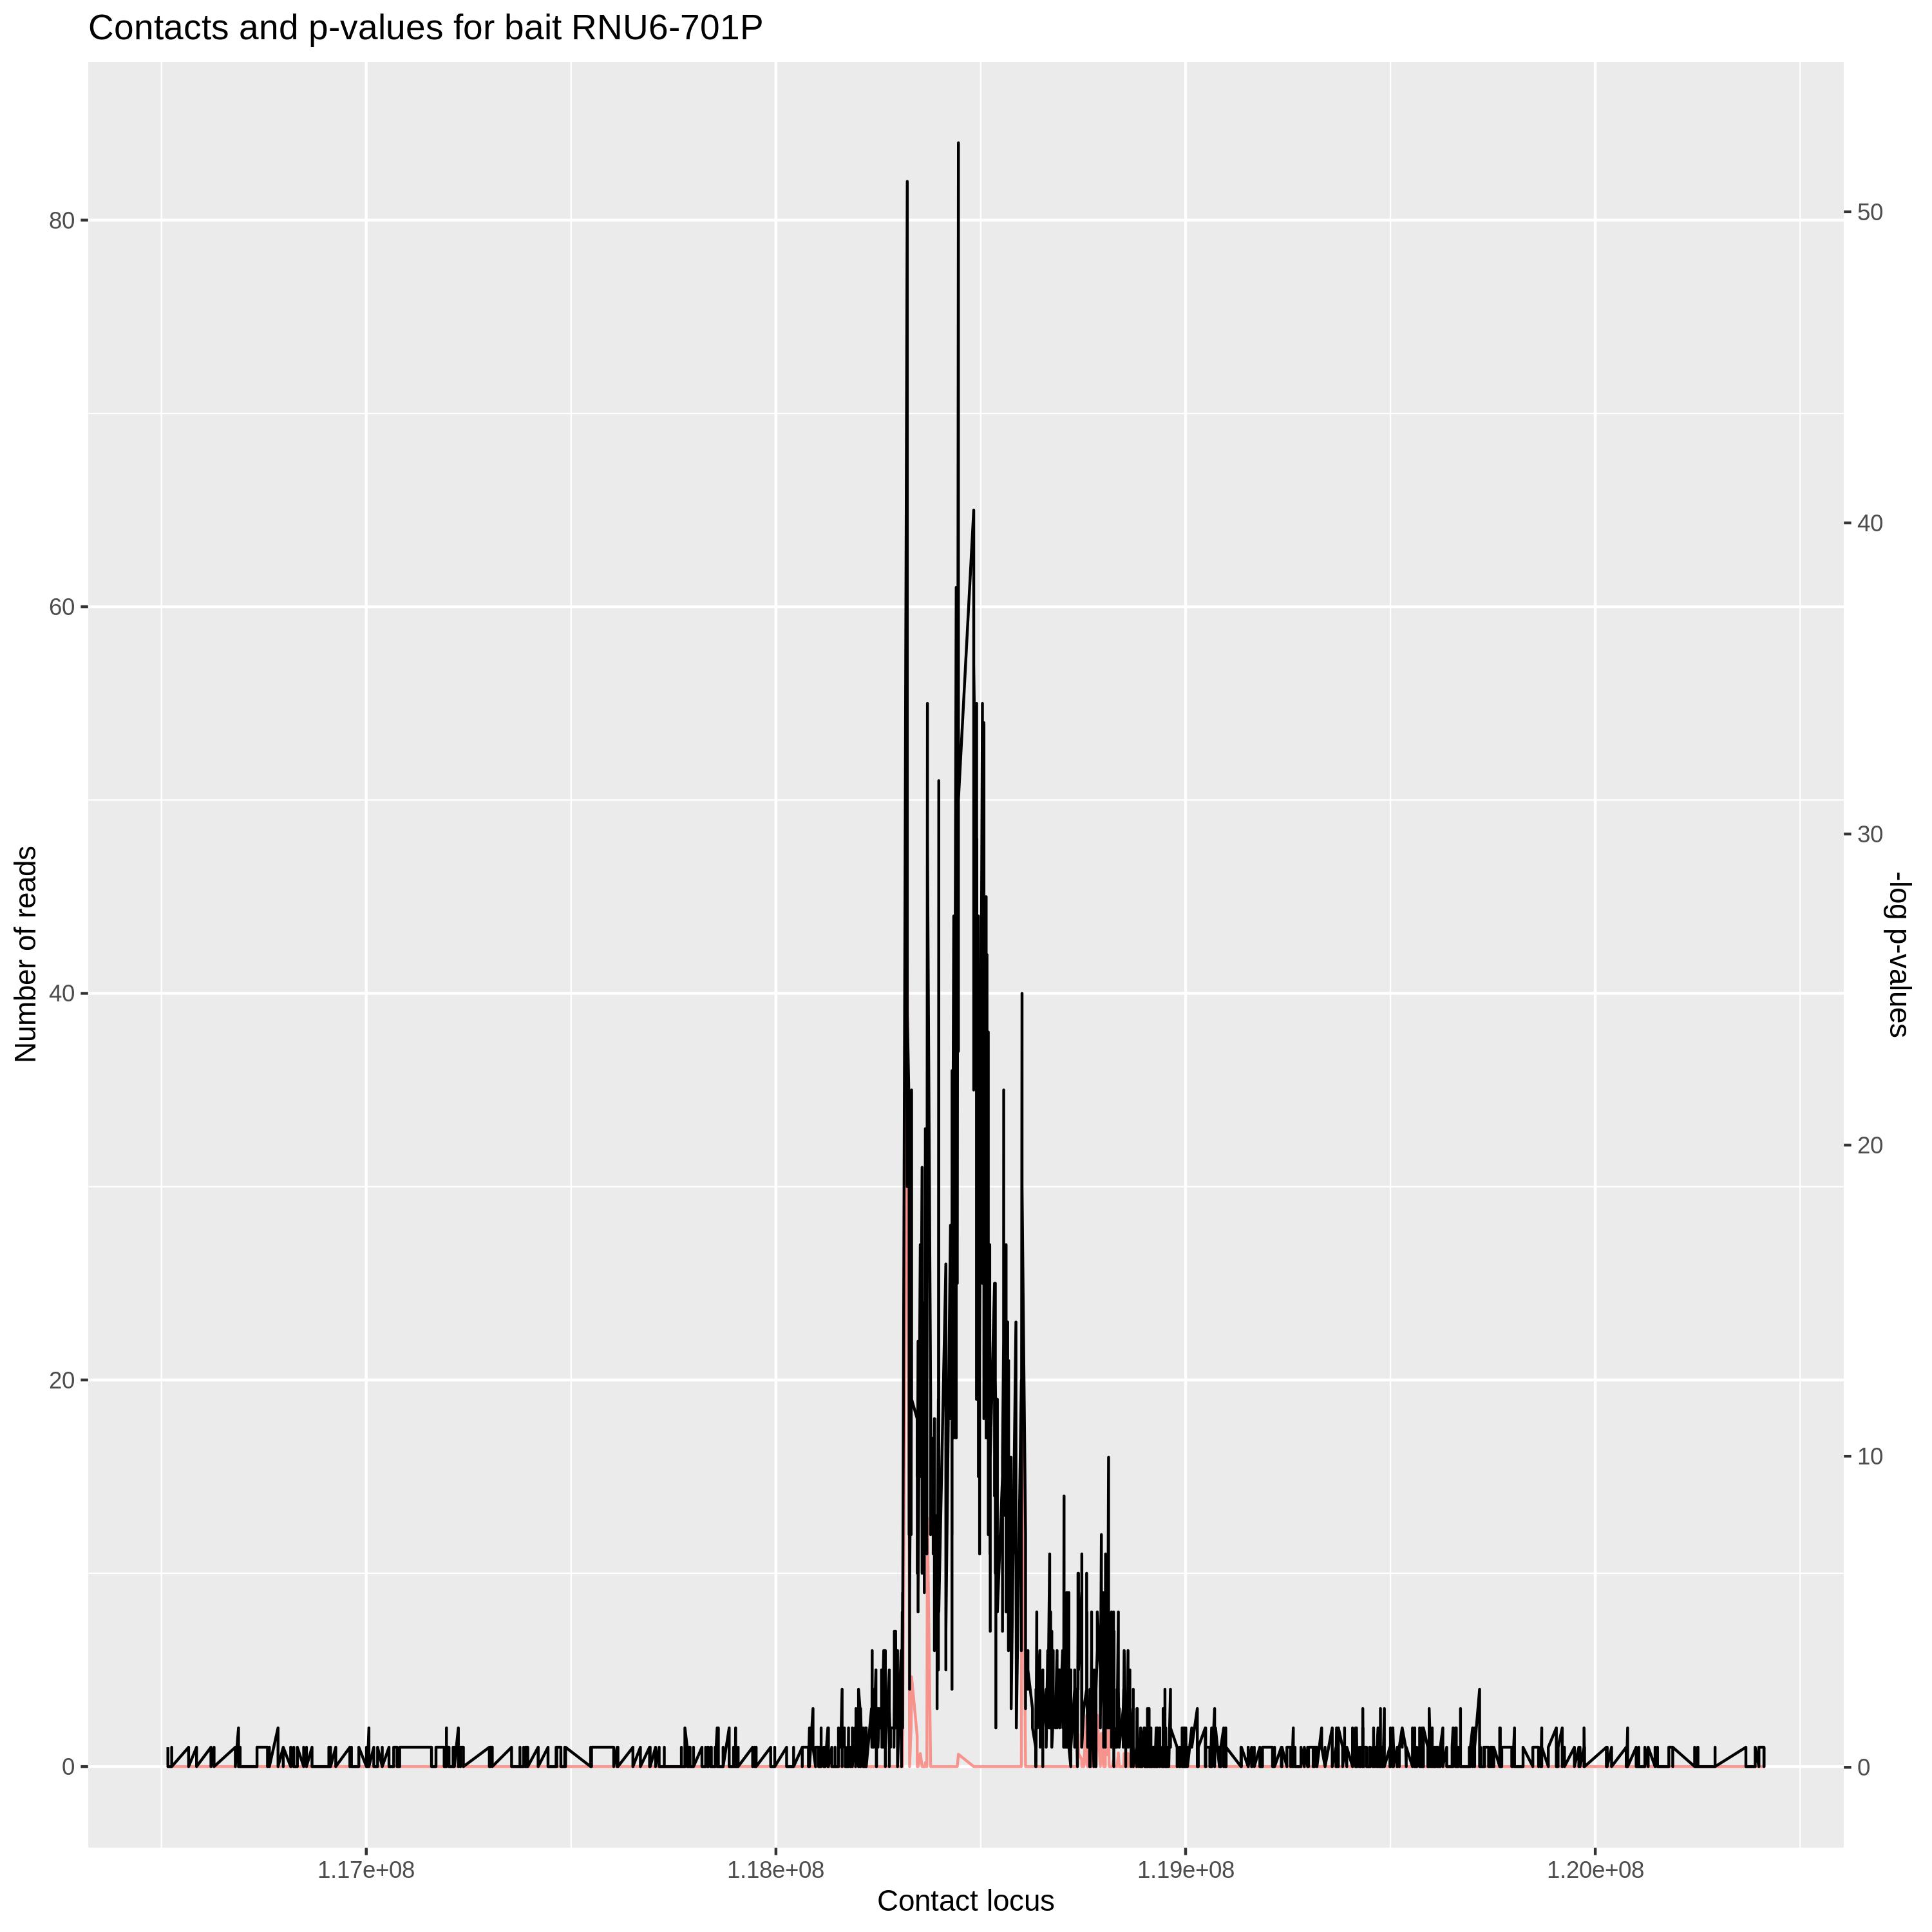 Contacts and p-values for bait RNU6-701P
80
60
40
20
0
Number of reads
50
40
30
20
10
0
-log p-values
1.17e+08
1.18e+08
1.19e+08
1.20e+08
Contact locus